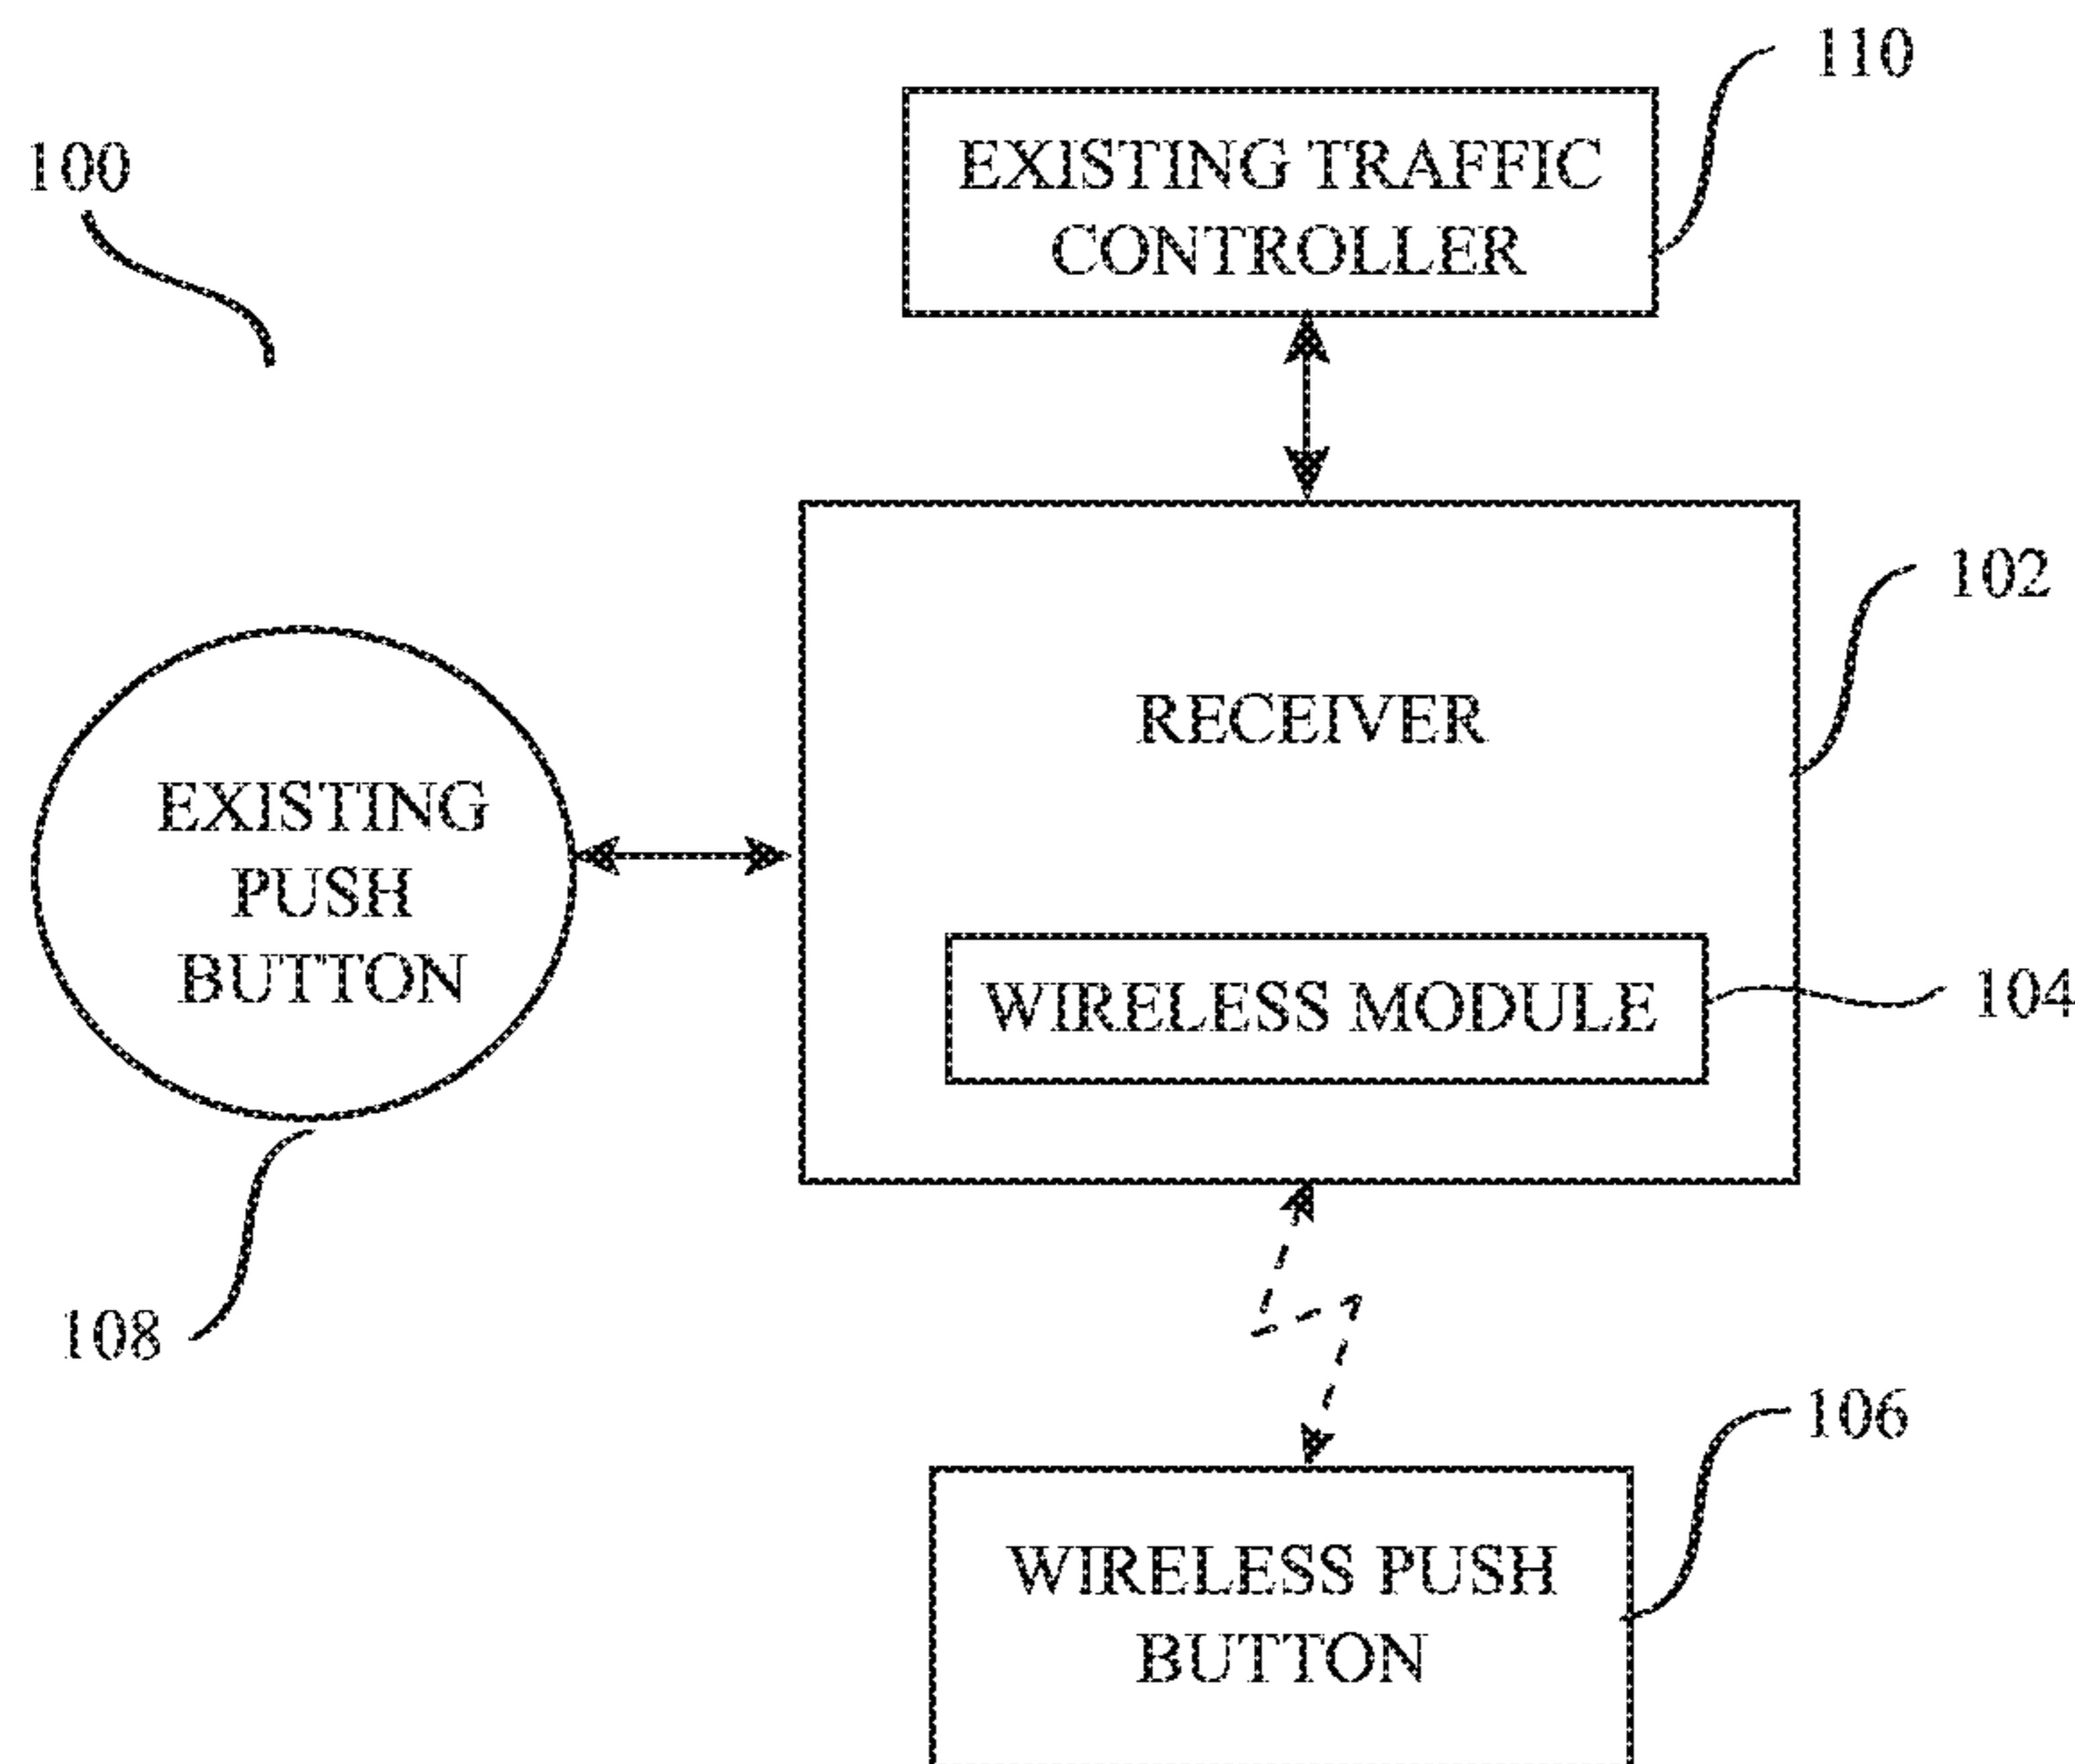 110
100
EXISTING TRAFFIC
CONTROLLER
102
RECEIVER
EXISTING
PUSH
BUTTON
WIRELESS MODULE
104
108
106
WIRELESS PUSH
BUTTON